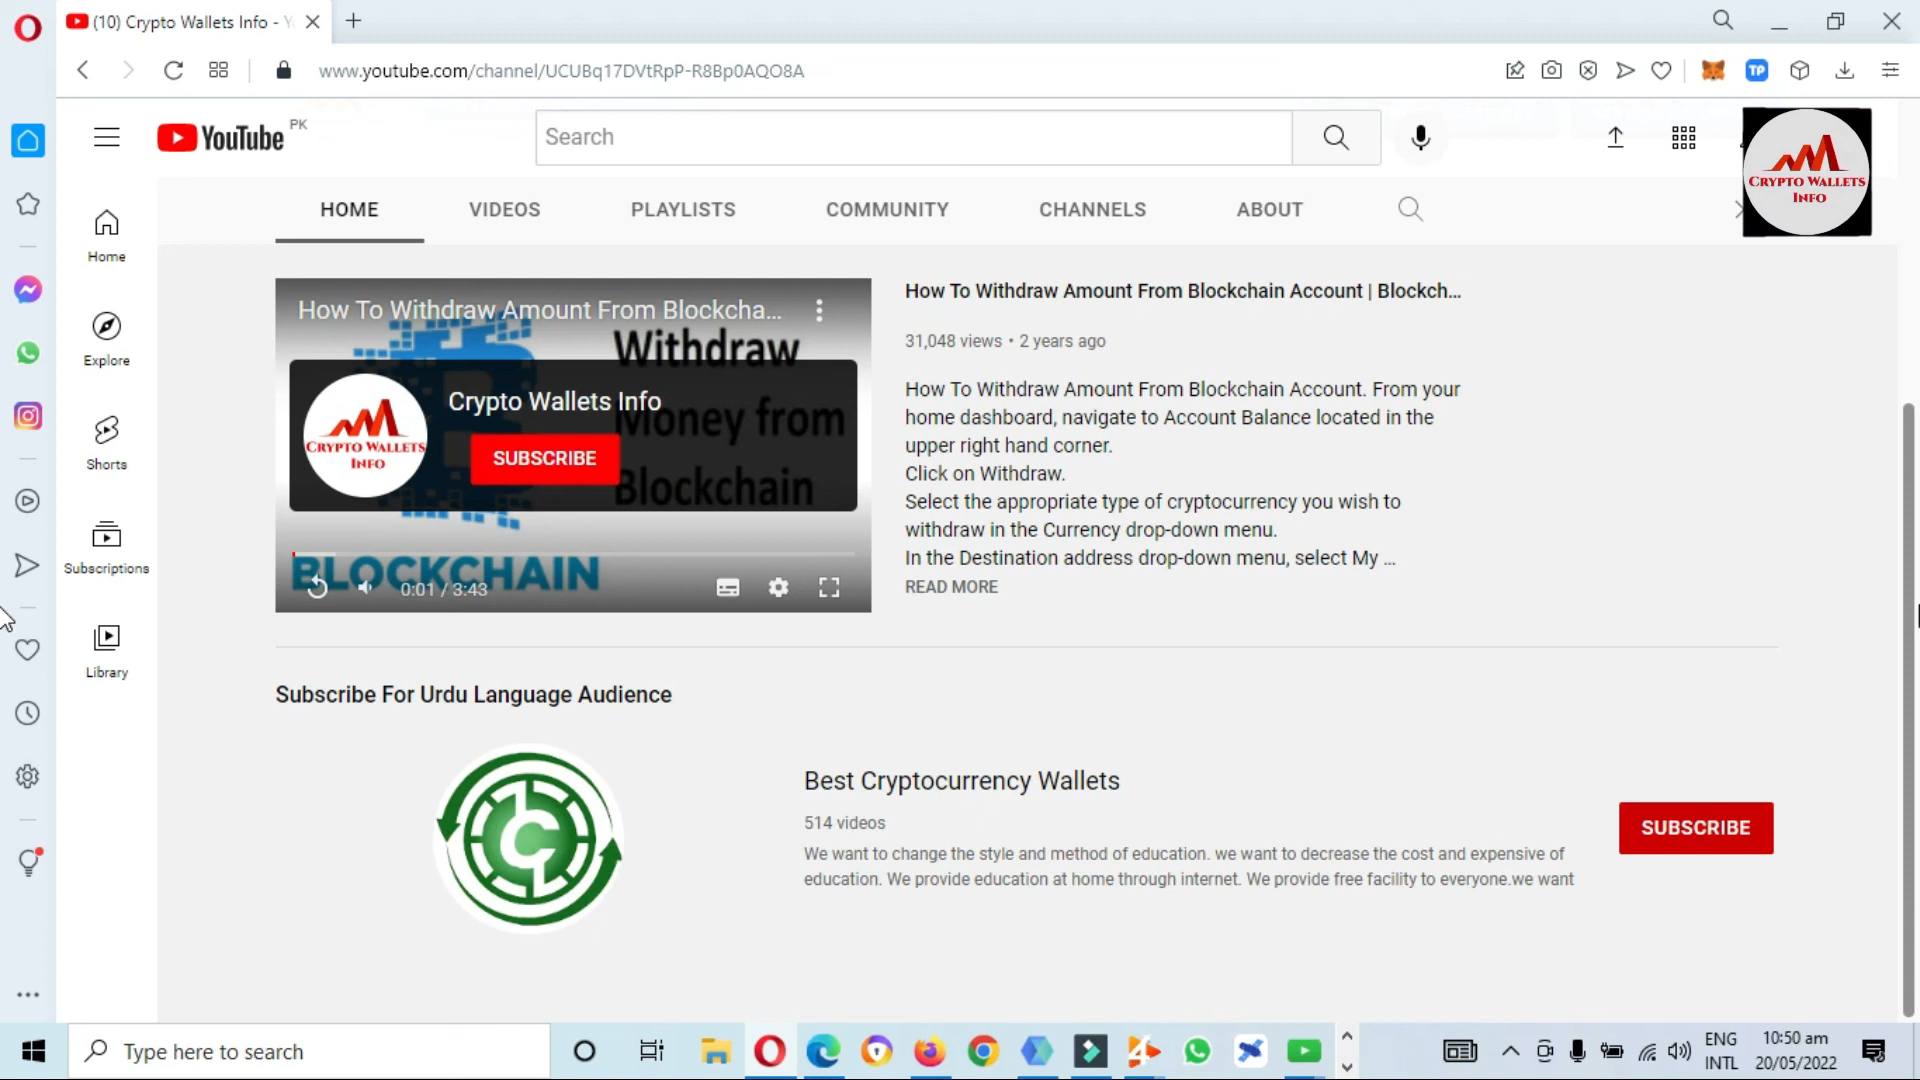 (10) Crypto Wallets Info - Y
www.youtube.com/channel/UCUBq17DVtRpP-R8Bp0AQO8A
TP
YouTube PK
Search
CRYPTO WALLETS
INFO
HOME
VIDEOS
PLAYLISTS
COMMUNITY
CHANNELS
ABOUT
Home
Explore
Shorts
Subscriptions
Library
How To Withdraw Amount From Blockcha...
Withdraw
Money from
Blockchain
Crypto Wallets Info
SUBSCRIBE
CRYPTO WALLETS
INFO
BLOCKCHAIN
0:01 / 3:43
How To Withdraw Amount From Blockchain Account | Blockch...
31,048 views • 2 years ago
How To Withdraw Amount From Blockchain Account. From your
home dashboard, navigate to Account Balance located in the
upper right hand corner.
Click on Withdraw.
Select the appropriate type of cryptocurrency you wish to
withdraw in the Currency drop-down menu.
In the Destination address drop-down menu, select My ...
READ MORE
Subscribe For Urdu Language Audience
Best Cryptocurrency Wallets
514 videos
We want to change the style and method of education. we want to decrease the cost and expensive of
education. We provide education at home through internet. We provide free facility to everyone.we want
SUBSCRIBE
Type here to search
ENG
INTL
10:50 am
20/05/2022